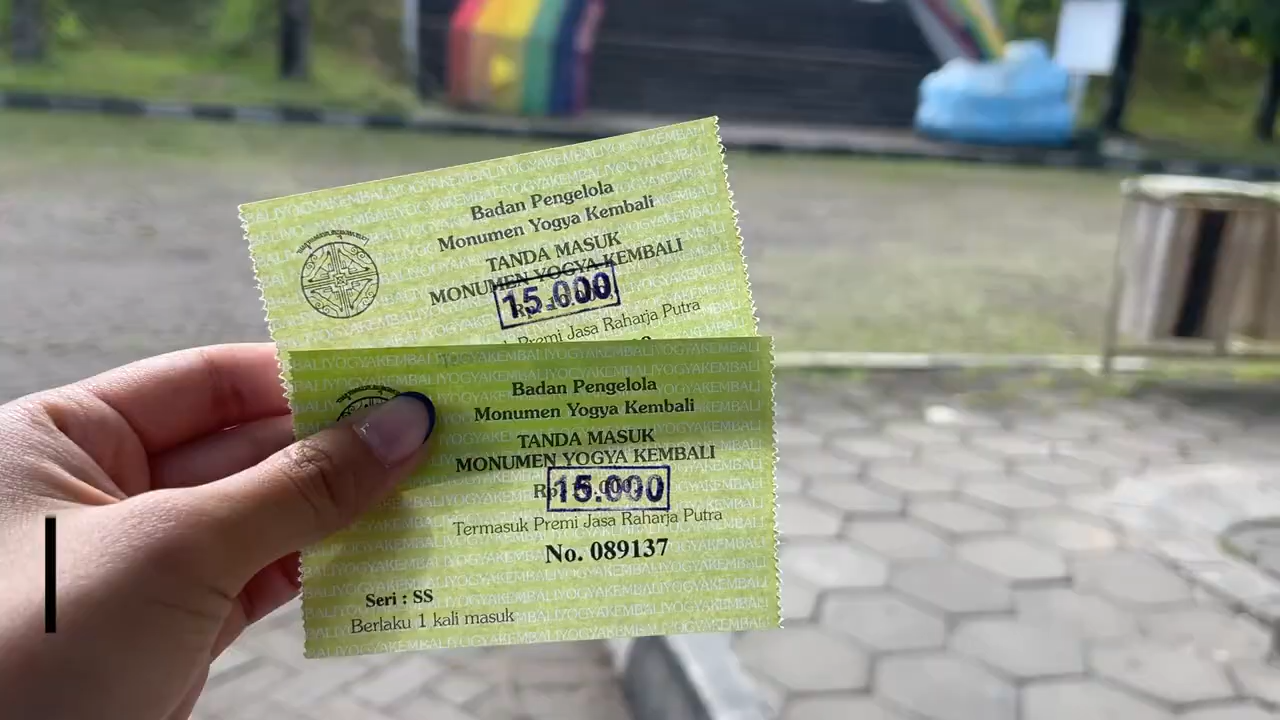 Badan Pengelola
Monumen Yogya Kembali
TANDA MASUK
MONUMEN YOGYA KEMBALI
15.000
Premi Jasa Raharja Putra
Badan Pengelola
Monumen Yogya Kembali
TANDA MASUK
MONUMEN YOGYA KEMBALI
Rp 15.000
Termasuk Premi Jasa Raharja Putra
No. 089137
Seri : SS
Berlaku 1 kali masuk